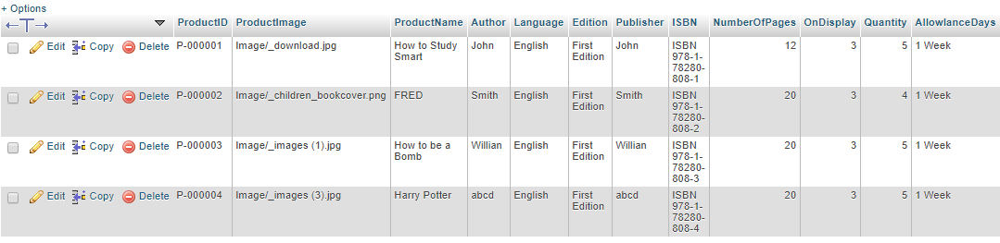 + Options
ProductID ProductImage ProductName Author Language Edition Publisher ISBN NumberOfPages OnDisplay Quantity AllowlanceDays
Edit Copy Delete P-000001 Image/_download.jpg How to Study Smart John English First Edition John ISBN 978-1-78280-808-1 12 3 5 1 Week
Edit Copy Delete P-000002 Image/_children_bookcover.png FRED Smith English First Edition Smith ISBN 978-1-78280-808-2 20 3 4 1 Week
Edit Copy Delete P-000003 Image/_images (1).jpg How to be a Bomb Willian English First Edition Pillian ISBN 978-1-78280-808-3 20 3 5 1 Week
Edit Copy Delete P-000004 Image/_images (3).jpg Harry Potter abcd English First Edition abcd ISBN 978-1-78280-808-4 20 3 5 1 Week